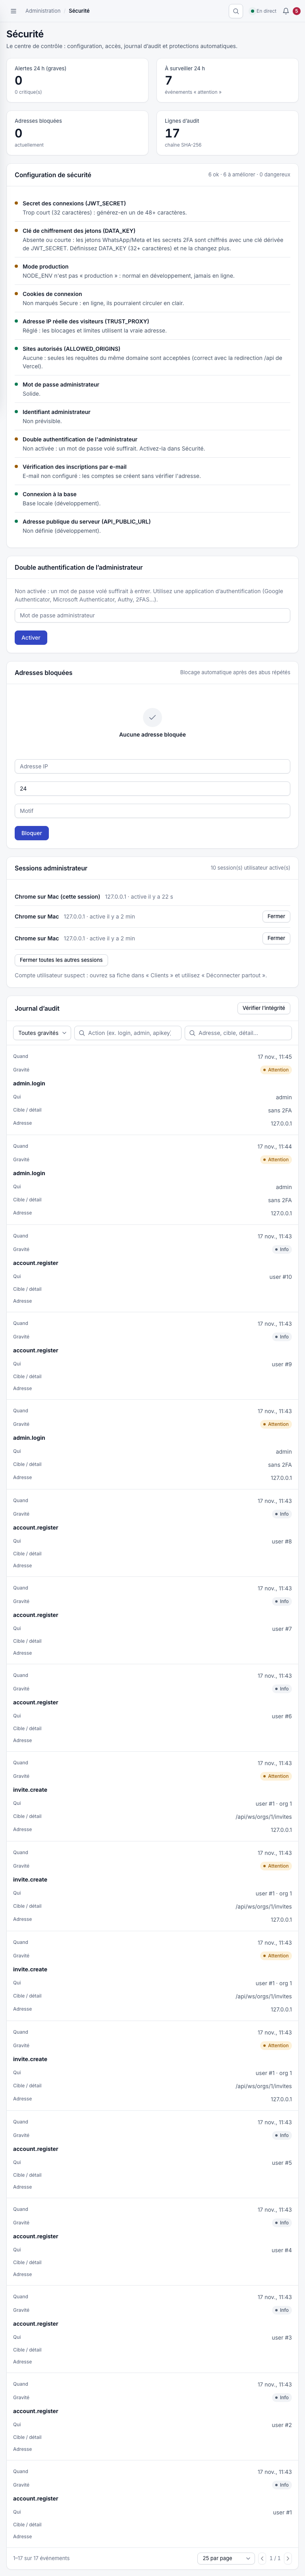 Administration / Sécurité
En direct
5
Sécurité
Le centre de contrôle : configuration, accès, journal d'audit et protections automatiques.
Alertes 24 h (graves)
0
0 critique(s)
À surveiller 24 h
7
événements « attention »
Adresses bloquées
0
actuellement
Lignes d'audit
17
chaîne SHA-256
Configuration de sécurité
6 ok · 6 à améliorer · 0 dangereux
Secret des connexions (JWT_SECRET)
Trop court (32 caractères) : générez-en un de 48+ caractères.
Clé de chiffrement des jetons (DATA_KEY)
Absente ou courte : les jetons WhatsApp/Meta et les secrets 2FA sont chiffrés avec une clé dérivée
de JWT_SECRET. Définissez DATA_KEY (32+ caractères) et ne la changez plus.
Mode production
NODE_ENV n'est pas « production » : normal en développement, jamais en ligne.
Cookies de connexion
Non marqués Secure : en ligne, ils pourraient circuler en clair.
Adresse IP réelle des visiteurs (TRUST_PROXY)
Réglé : les blocages et limites utilisent la vraie adresse.
Sites autorisés (ALLOWED_ORIGINS)
Aucune : seules les requêtes du même domaine sont acceptées (correct avec la redirection /api de
Vercel).
Mot de passe administrateur
Solide.
Identifiant administrateur
Non prévisible.
Double authentification de l'administrateur
Non activée : un mot de passe volé suffirait. Activez-la dans Sécurité.
Vérification des inscriptions par e-mail
E-mail non configuré : les comptes se créent sans vérifier l'adresse.
Connexion à la base
Base locale (développement).
Adresse publique du serveur (API_PUBLIC_URL)
Non définie (développement).
Double authentification de l'administrateur
Non activée : un mot de passe volé suffirait à entrer. Utilisez une application d'authentification (Google
Authenticator, Microsoft Authenticator, Authy, 2FAS…).
Mot de passe administrateur
Activer
Adresses bloquées
Blocage automatique après des abus répétés
Aucune adresse bloquée
Adresse IP
24
Motif
Bloquer
Sessions administrateur
10 session(s) utilisateur active(s)
Chrome sur Mac (cette session) 127.0.0.1 · active il y a 22 s
Chrome sur Mac 127.0.0.1 · active il y a 2 min
Fermer
Chrome sur Mac 127.0.0.1 · active il y a 2 min
Fermer
Fermer toutes les autres sessions
Compte utilisateur suspect : ouvrez sa fiche dans « Clients » et utilisez « Déconnecter partout ».
Journal d'audit
Vérifier l'intégrité
Toutes gravités
Action (ex. login, admin, apikey)
Adresse, cible, détail…
Quand 17 nov., 11:45
Gravité Attention
admin.login
Qui admin
Cible / détail sans 2FA
Adresse 127.0.0.1
Quand 17 nov., 11:44
Gravité Attention
admin.login
Qui admin
Cible / détail sans 2FA
Adresse 127.0.0.1
Quand 17 nov., 11:43
Gravité Info
account.register
Qui user #10
Cible / détail
Adresse
Quand 17 nov., 11:43
Gravité Info
account.register
Qui user #9
Cible / détail
Adresse
Quand 17 nov., 11:43
Gravité Attention
admin.login
Qui admin
Cible / détail sans 2FA
Adresse 127.0.0.1
Quand 17 nov., 11:43
Gravité Info
account.register
Qui user #8
Cible / détail
Adresse
Quand 17 nov., 11:43
Gravité Info
account.register
Qui user #7
Cible / détail
Adresse
Quand 17 nov., 11:43
Gravité Info
account.register
Qui user #6
Cible / détail
Adresse
Quand 17 nov., 11:43
Gravité Attention
invite.create
Qui user #1 · org 1
Cible / détail /api/ws/orgs/1/invites
Adresse 127.0.0.1
Quand 17 nov., 11:43
Gravité Attention
invite.create
Qui user #1 · org 1
Cible / détail /api/ws/orgs/1/invites
Adresse 127.0.0.1
Quand 17 nov., 11:43
Gravité Attention
invite.create
Qui user #1 · org 1
Cible / détail /api/ws/orgs/1/invites
Adresse 127.0.0.1
Quand 17 nov., 11:43
Gravité Attention
invite.create
Qui user #1 · org 1
Cible / détail /api/ws/orgs/1/invites
Adresse 127.0.0.1
Quand 17 nov., 11:43
Gravité Info
account.register
Qui user #5
Cible / détail
Adresse
Quand 17 nov., 11:43
Gravité Info
account.register
Qui user #4
Cible / détail
Adresse
Quand 17 nov., 11:43
Gravité Info
account.register
Qui user #3
Cible / détail
Adresse
Quand 17 nov., 11:43
Gravité Info
account.register
Qui user #2
Cible / détail
Adresse
Quand 17 nov., 11:43
Gravité Info
account.register
Qui user #1
Cible / détail
Adresse
1–17 sur 17 évènements
25 par page
1 / 1